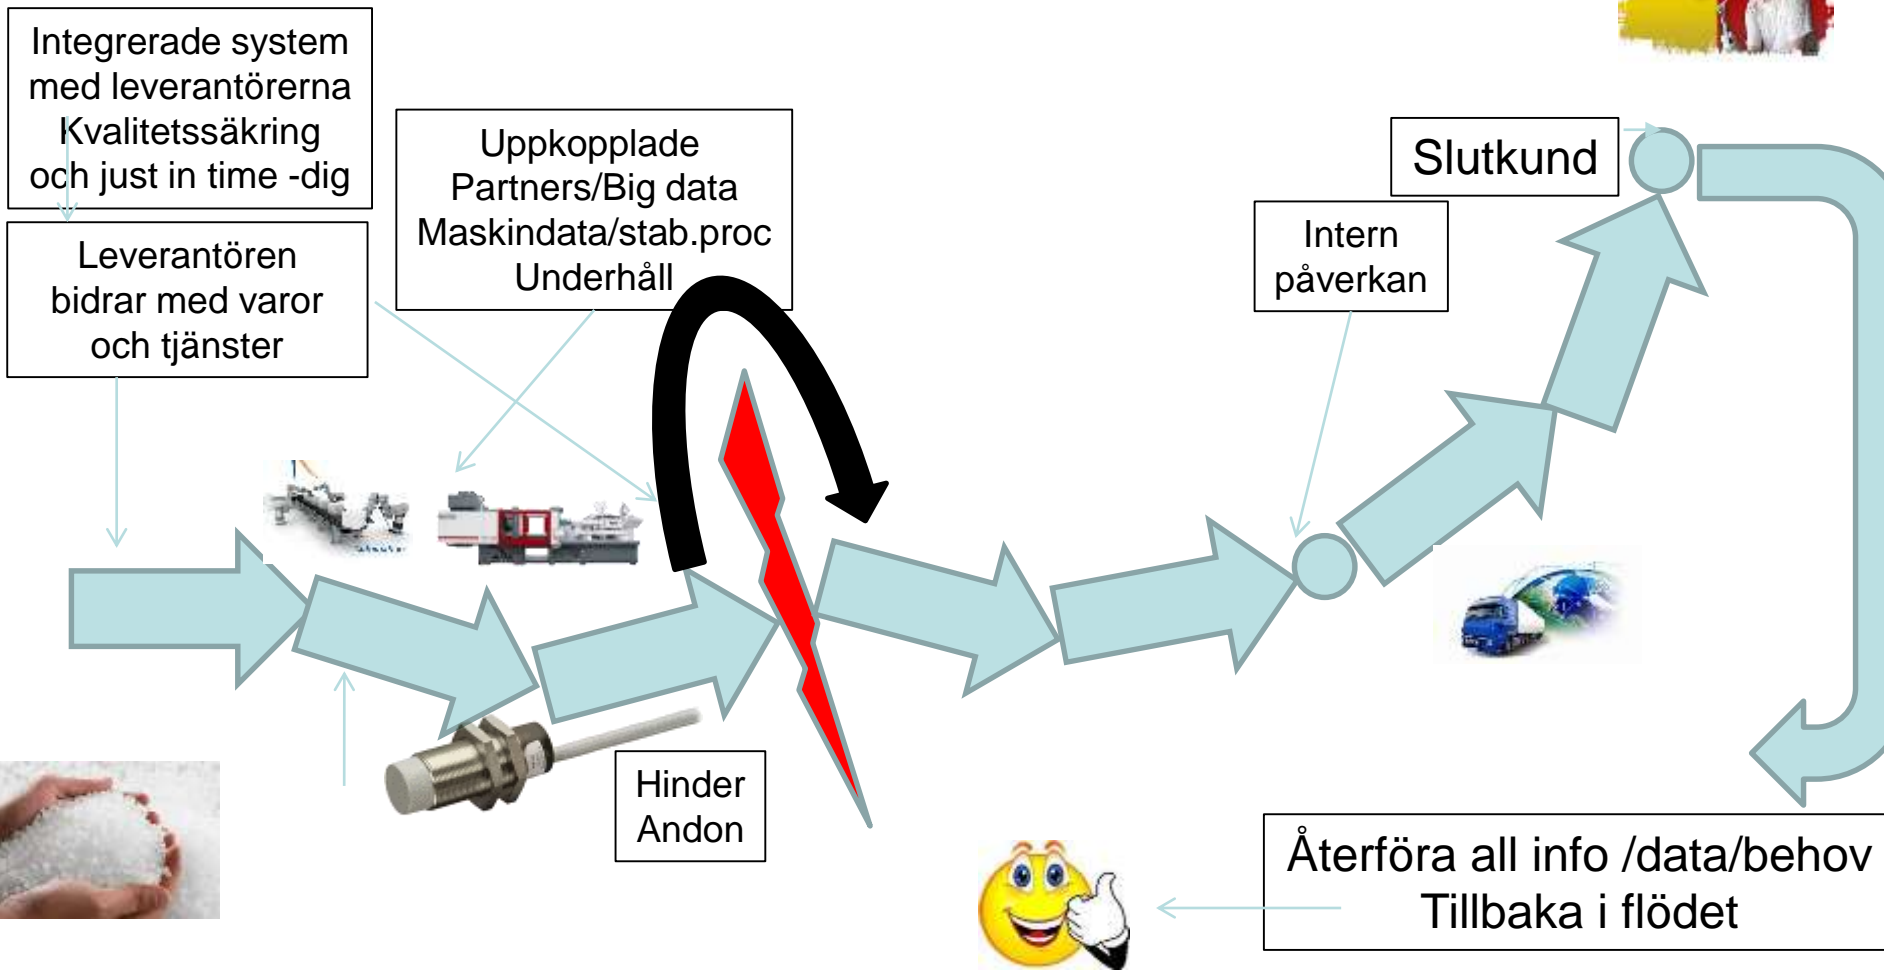 Integrerade system
med leverantörerna
Kvalitetssäkring
och just in time -dig
Leverantören
bidrar med varor
och tjänster
Uppkopplade
Partners/Big data
Maskindata/stab.proc
Underhåll
Hinder
Andon
Intern
påverkan
Slutkund
Återföra all info /data/behov
Tillbaka i flödet